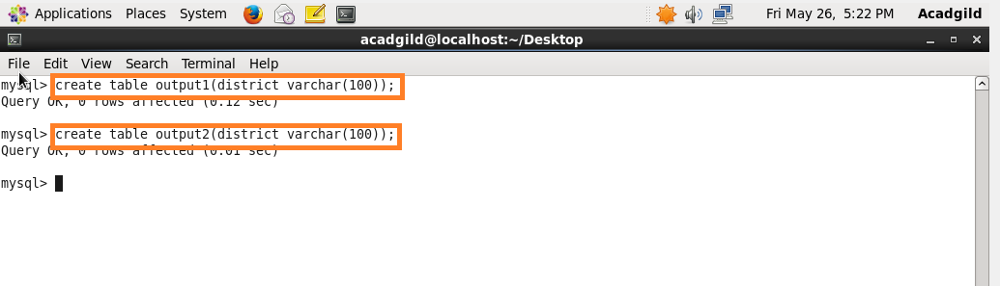 Applications Places System Fri May 26, 5:22 PM Acadgild
acadgild@localhost:~/Desktop
File Edit View Search Terminal Help
mysql> create table output1(district varchar(100));
Query OK, 0 rows affected (0.12 sec)
mysql> create table output2(district varchar(100));
Query OK, 0 rows affected (0.01 sec)
mysql>